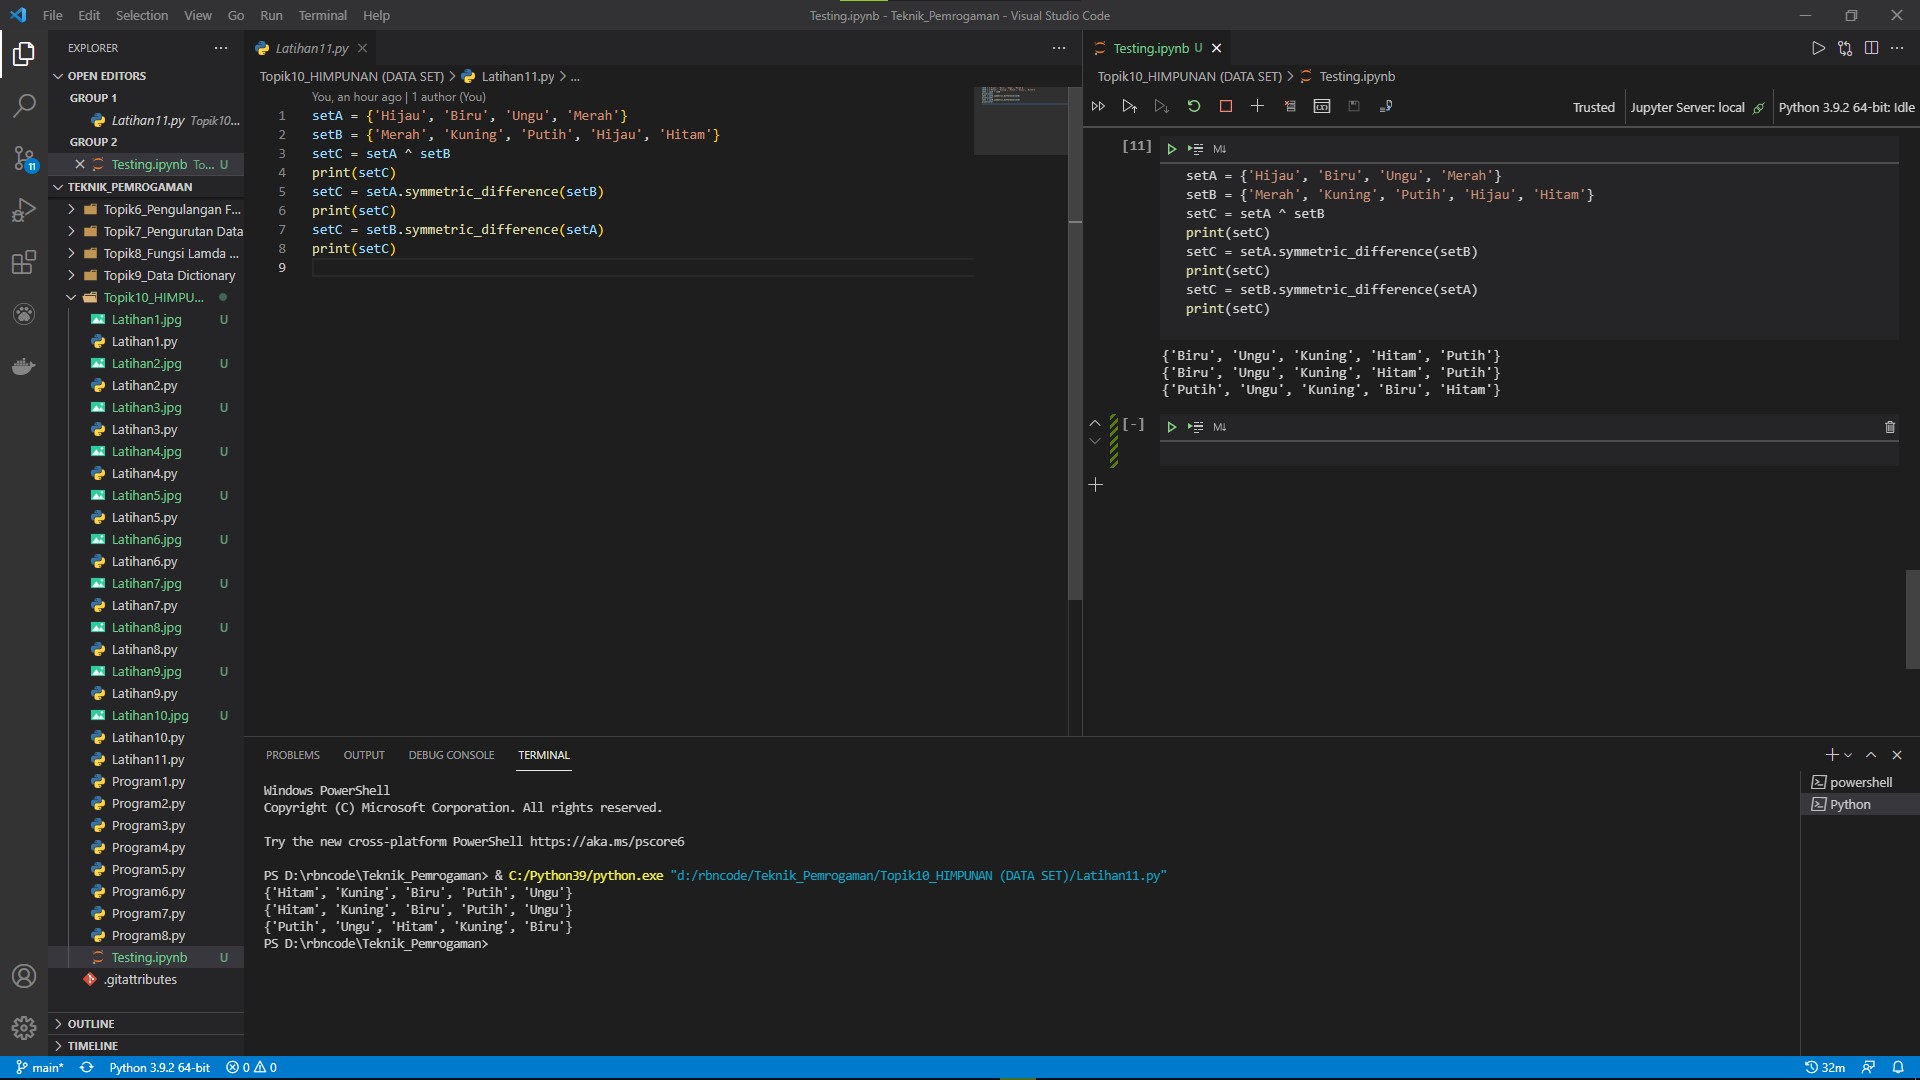 File Edit Selection View Go Run Terminal Help
Testing.ipynb - Teknik_Pemrogaman - Visual Studio Code
EXPLORER
OPEN EDITORS
GROUP 1
Latihan11.py Topik10...
GROUP 2
Testing.ipynb To... U
TEKNIK_PEMROGAMAN
Topik6_Pengulangan F...
Topik7_Pengurutan Data
Topik8_Fungsi Lamda ...
Topik9_Data Dictionary
Topik10_HIMPU...
Latihan1.jpg U
Latihan1.py
Latihan2.jpg U
Latihan2.py
Latihan3.jpg U
Latihan3.py
Latihan4.jpg U
Latihan4.py
Latihan5.jpg U
Latihan5.py
Latihan6.jpg U
Latihan6.py
Latihan7.jpg U
Latihan7.py
Latihan8.jpg U
Latihan8.py
Latihan9.jpg U
Latihan9.py
Latihan10.jpg U
Latihan10.py
Latihan11.py
Program1.py
Program2.py
Program3.py
Program4.py
Program5.py
Program6.py
Program7.py
Program8.py
Testing.ipynb U
.gitattributes
OUTLINE
TIMELINE
11
Latihan11.py
Topik10_HIMPUNAN (DATA SET) > Latihan11.py > ...
You, an hour ago | 1 author (You)
1 setA = {'Hijau', 'Biru', 'Ungu', 'Merah'}
2 setB = {'Merah', 'Kuning', 'Putih', 'Hijau', 'Hitam'}
3 setC = setA ^ setB
4 print(setC)
5 setC = setA.symmetric_difference(setB)
6 print(setC)
7 setC = setB.symmetric_difference(setA)
8 print(setC)
9
Testing.ipynb U
Topik10_HIMPUNAN (DATA SET) > Testing.ipynb
Trusted Jupyter Server: local Python 3.9.2 64-bit: Idle
[11] M↓
setA = {'Hijau', 'Biru', 'Ungu', 'Merah'}
setB = {'Merah', 'Kuning', 'Putih', 'Hijau', 'Hitam'}
setC = setA ^ setB
print(setC)
setC = setA.symmetric_difference(setB)
print(setC)
setC = setB.symmetric_difference(setA)
print(setC)
{'Biru', 'Ungu', 'Kuning', 'Hitam', 'Putih'}
{'Biru', 'Ungu', 'Kuning', 'Hitam', 'Putih'}
{'Putih', 'Ungu', 'Kuning', 'Biru', 'Hitam'}
[-] M↓
PROBLEMS OUTPUT DEBUG CONSOLE TERMINAL
Windows PowerShell
Copyright (C) Microsoft Corporation. All rights reserved.
Try the new cross-platform PowerShell https://aka.ms/pscore6
PS D:\rbncode\Teknik_Pemrogaman> & C:/Python39/python.exe "d:/rbncode/Teknik_Pemrogaman/Topik10_HIMPUNAN (DATA SET)/Latihan11.py"
{'Hitam', 'Kuning', 'Biru', 'Putih', 'Ungu'}
{'Hitam', 'Kuning', 'Biru', 'Putih', 'Ungu'}
{'Putih', 'Ungu', 'Hitam', 'Kuning', 'Biru'}
PS D:\rbncode\Teknik_Pemrogaman>
powershell
Python
main* Python 3.9.2 64-bit 0 0
32m